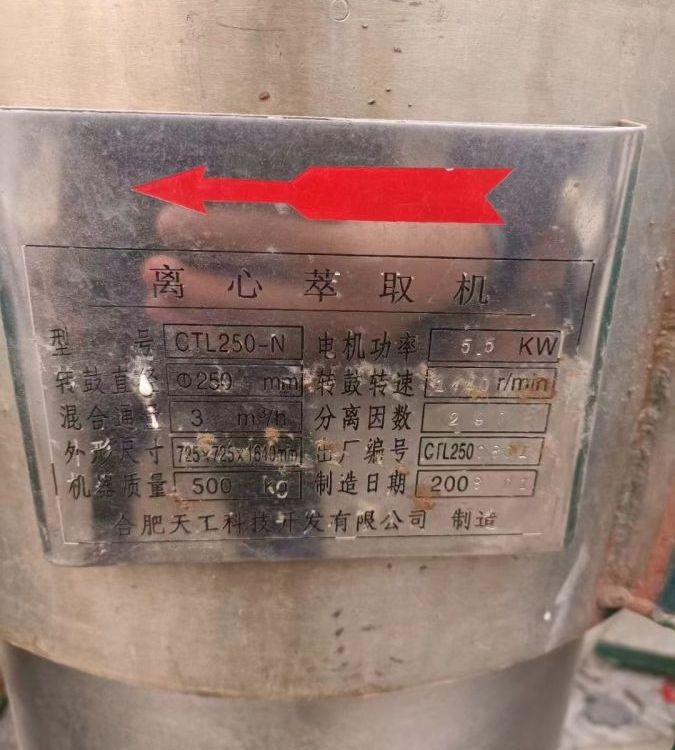 离心萃取机
型号 CTL250-N 电机功率 5.5 KW
转鼓直径 Φ250 mm 转鼓转速 1440 r/min
混合通量 3 m³/h 分离因数
外形尺寸 725×725×1640mm 出厂编号 CTL250
机器质量 500 kg 制造日期 2008
合肥天工科技开发有限公司 制造